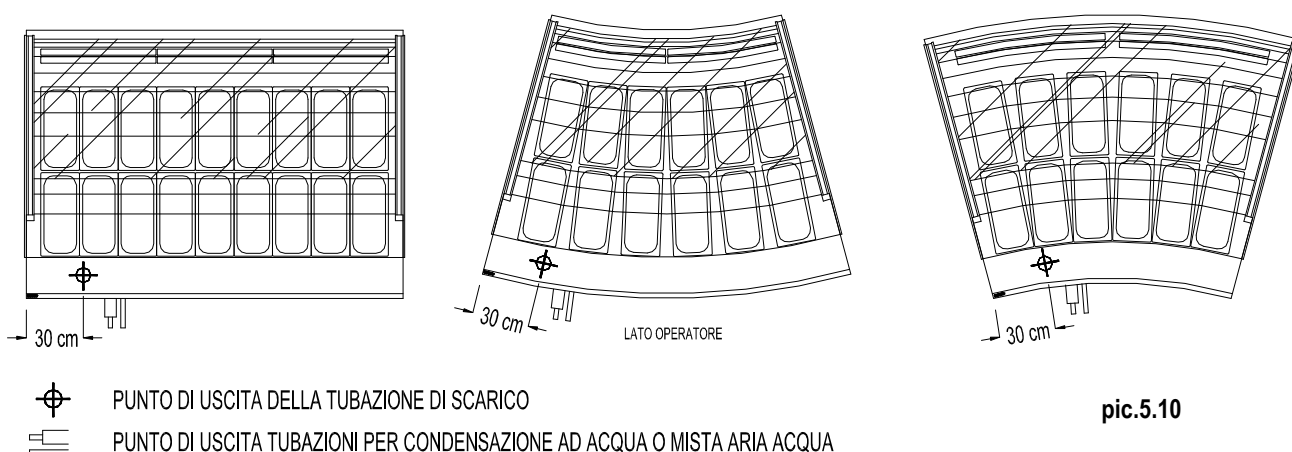 30 cm
30 cm
LATO OPERATORE
30 cm
PUNTO DI USCITA DELLA TUBAZIONE DI SCARICO
pic.5.10
PUNTO DI USCITA TUBAZIONI PER CONDENSAZIONE AD ACQUA O MISTA ARIA ACQUA